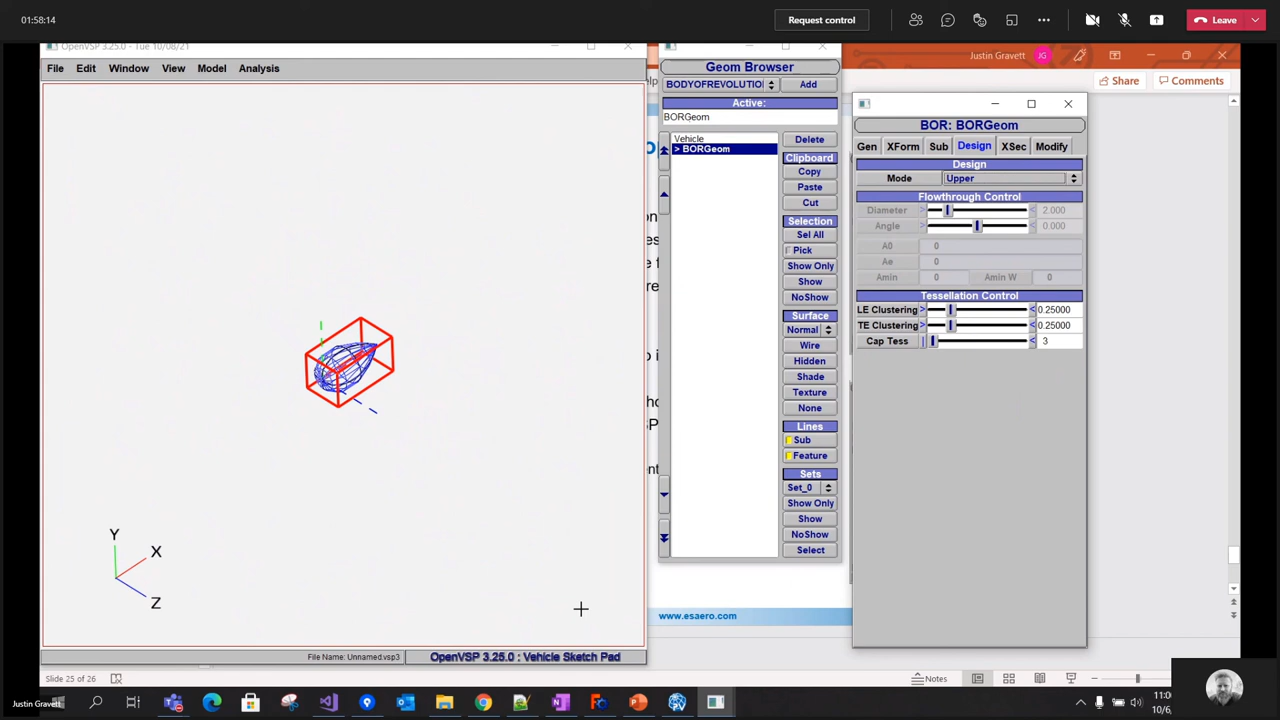 01:58:14
Request control
Leave
OpenVSP 3.25.0 - Tue 10/08/21
File Edit Window View Model Analysis
Y
X
Z
File Name: Unnamed.vsp3
OpenVSP 3.25.0 : Vehicle Sketch Pad
Geom Browser
BODYOFREVOLUTIO
Add
Active:
BORGeom
Vehicle
> BORGeom
Delete
Clipboard
Copy
Paste
Cut
Selection
Sel All
Pick
Show Only
Show
NoShow
Surface
Normal
Wire
Hidden
Shade
Texture
None
Lines
Sub
Feature
Sets
Set_0
Show Only
Show
NoShow
Select
www.esaero.com
Justin Gravett
JG
Share
Comments
BOR: BORGeom
Gen XForm Sub Design XSec Modify
Design
Mode Upper
Flowthrough Control
Diameter > < 2.000
Angle > < 0.000
A0 0
Ae 0
Amin 0 Amin W 0
Tessellation Control
LE Clustering > < 0.25000
TE Clustering > < 0.25000
Cap Tess | < 3
Slide 25 of 26
Notes
Justin Gravett